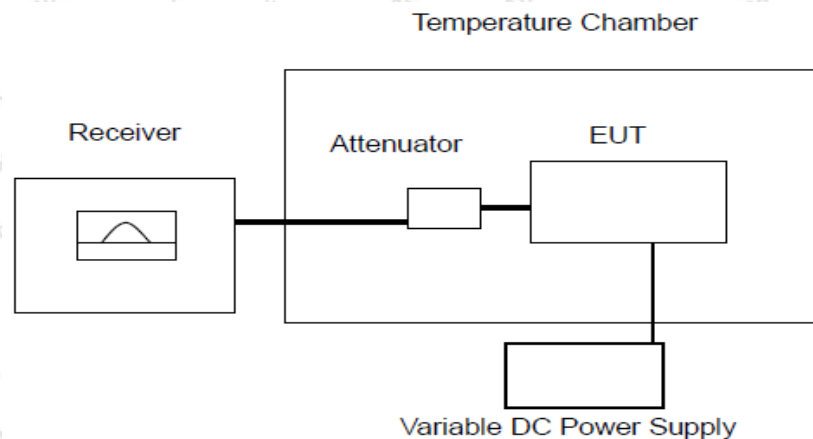 Temperature Chamber
Receiver
Attenuator
EUT
Variable DC Power Supply